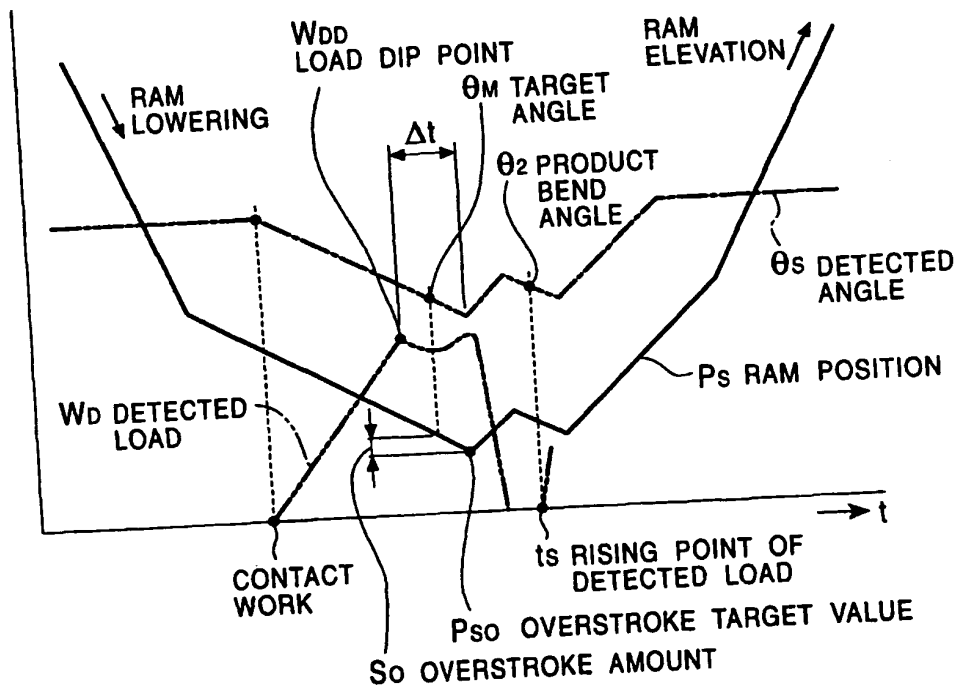 WDD
LOAD DIP POINT
RAM
ELEVATION
RAM
LOWERING
θM TARGET
ANGLE
Δt
θ2 PRODUCT
BEND
ANGLE
θS DETECTED
ANGLE
PS RAM POSITION
WD DETECTED
LOAD
t
CONTACT
WORK
tS RISING POINT OF
DETECTED LOAD
PSO OVERSTROKE TARGET VALUE
SO OVERSTROKE AMOUNT